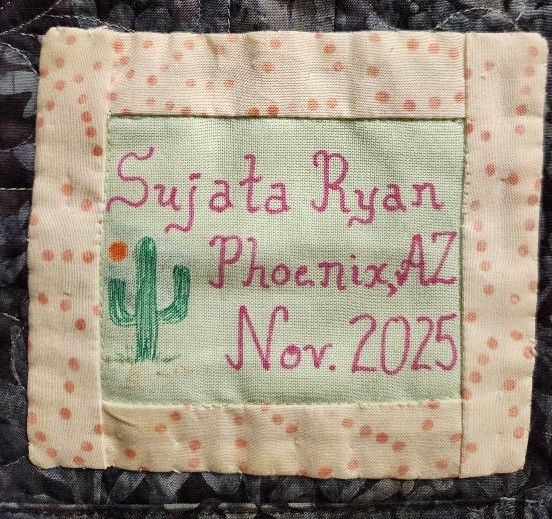 Sujata Ryan
Phoenix, AZ
Nov. 2025